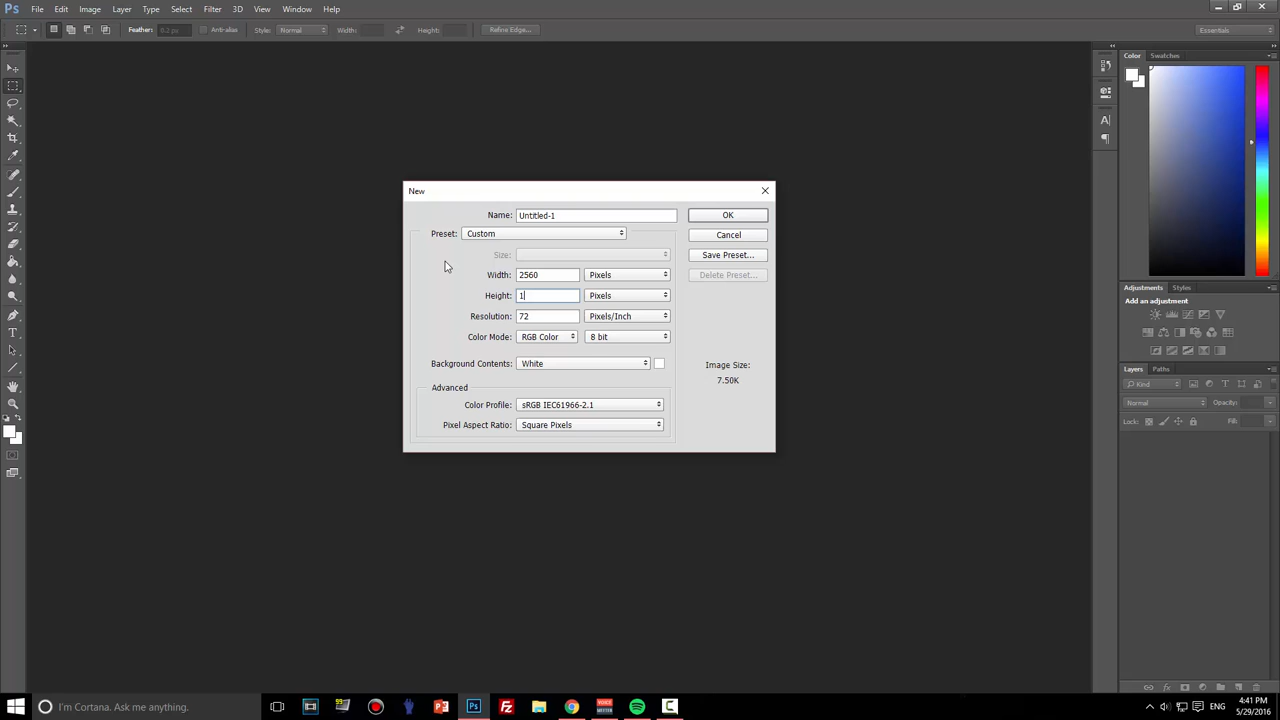 Ps File Edit Image Layer Type Select Filter 3D View Window Help
Feather: 0.2 px Anti-alias Style: Normal Width: Height: Refine Edge... Essentials
Color Swatches
New
Name: Untitled-1 OK
Preset: Custom Cancel
Size: Save Preset...
Width: 2560 Pixels Delete Preset...
Height: 1 Pixels
Resolution: 72 Pixels/Inch
Color Mode: RGB Color 8 bit
Background Contents: White
Image Size:
7.50K
Advanced
Color Profile: sRGB IEC61966-2.1
Pixel Aspect Ratio: Square Pixels
Adjustments Styles
Add an adjustment
Layers Paths
Kind
Normal Opacity:
Lock: Fill:
I'm Cortana. Ask me anything.
ENG
4:41 PM
5/29/2016